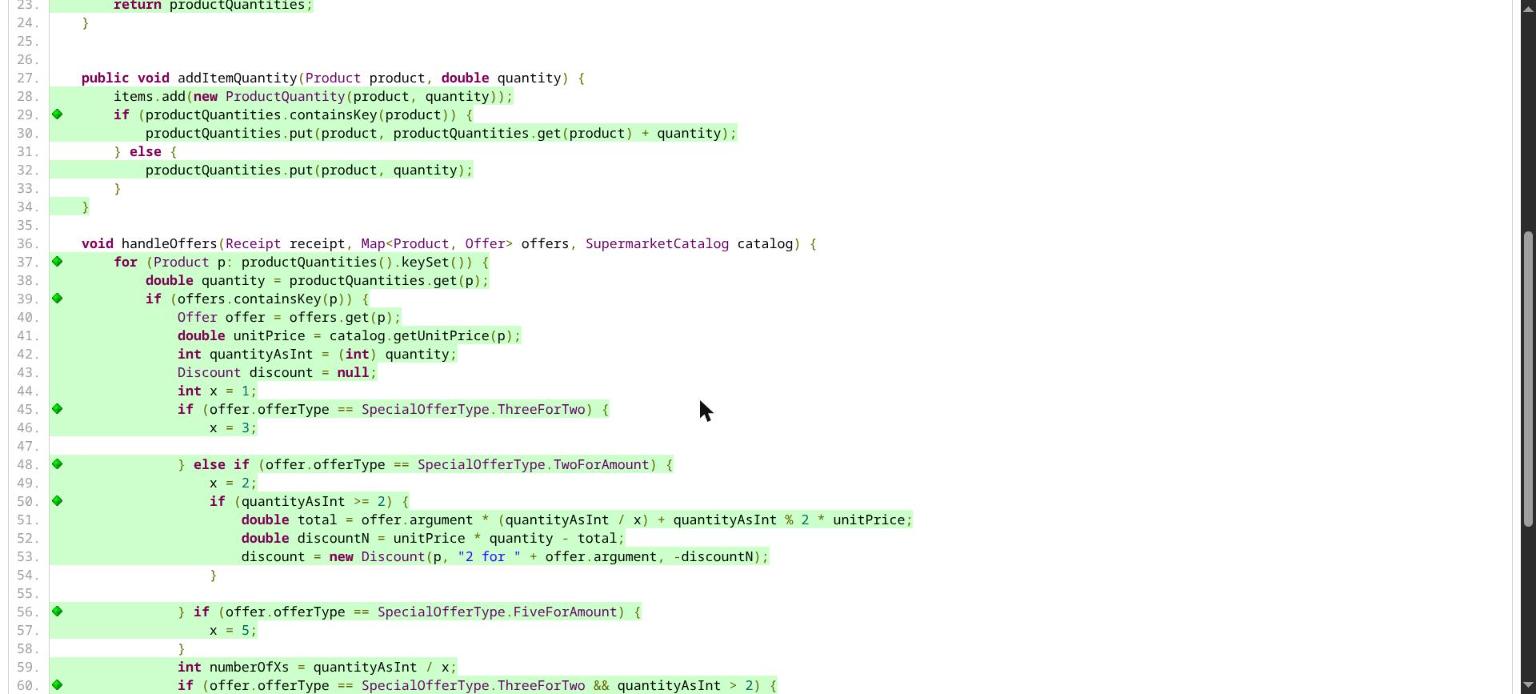 23.        return productQuantities;
24.    }
25.
26.
27.    public void addItemQuantity(Product product, double quantity) {
28.        items.add(new ProductQuantity(product, quantity));
29.        if (productQuantities.containsKey(product)) {
30.            productQuantities.put(product, productQuantities.get(product) + quantity);
31.        } else {
32.            productQuantities.put(product, quantity);
33.        }
34.    }
35.
36.    void handleOffers(Receipt receipt, Map<Product, Offer> offers, SupermarketCatalog catalog) {
37.        for (Product p: productQuantities().keySet()) {
38.            double quantity = productQuantities.get(p);
39.            if (offers.containsKey(p)) {
40.                Offer offer = offers.get(p);
41.                double unitPrice = catalog.getUnitPrice(p);
42.                int quantityAsInt = (int) quantity;
43.                Discount discount = null;
44.                int x = 1;
45.                if (offer.offerType == SpecialOfferType.ThreeForTwo) {
46.                    x = 3;
47.
48.                } else if (offer.offerType == SpecialOfferType.TwoForAmount) {
49.                    x = 2;
50.                    if (quantityAsInt >= 2) {
51.                        double total = offer.argument * (quantityAsInt / x) + quantityAsInt % 2 * unitPrice;
52.                        double discountN = unitPrice * quantity - total;
53.                        discount = new Discount(p, "2 for " + offer.argument, -discountN);
54.                    }
55.
56.                } if (offer.offerType == SpecialOfferType.FiveForAmount) {
57.                    x = 5;
58.                }
59.                int numberOfXs = quantityAsInt / x;
60.                if (offer.offerType == SpecialOfferType.ThreeForTwo && quantityAsInt > 2) {